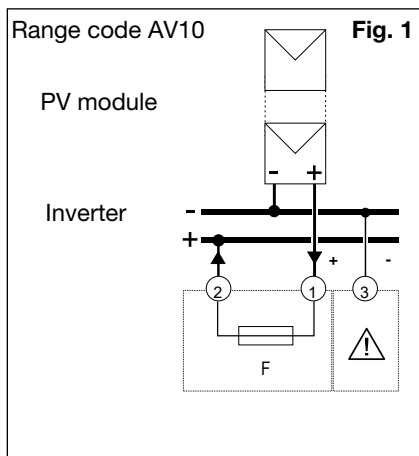 Range code AV10 Fig. 1
PV module
- +
Inverter -
+
+ -
2 1 3
F